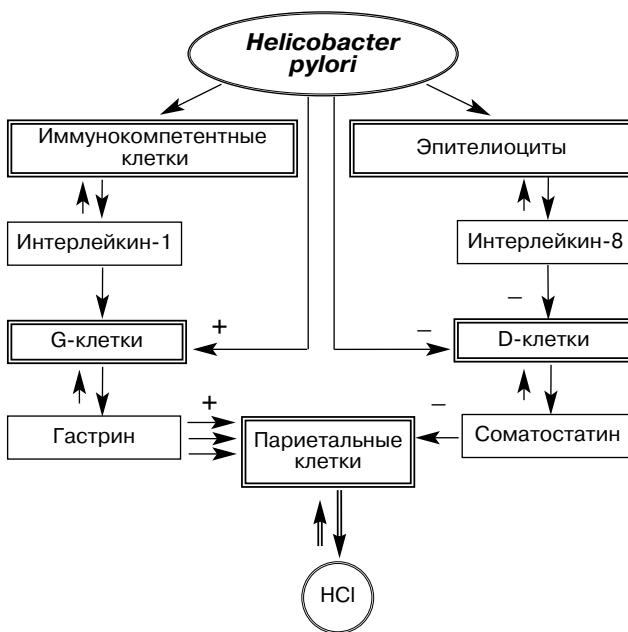 Helicobacter
pylori
Иммунокомпетентные
клетки
Эпителиоциты
Интерлейкин-1
Интерлейкин-8
–
G-клетки
+
–
D-клетки
Гастрин
+
Париетальные
клетки
–
Соматостатин
HCl